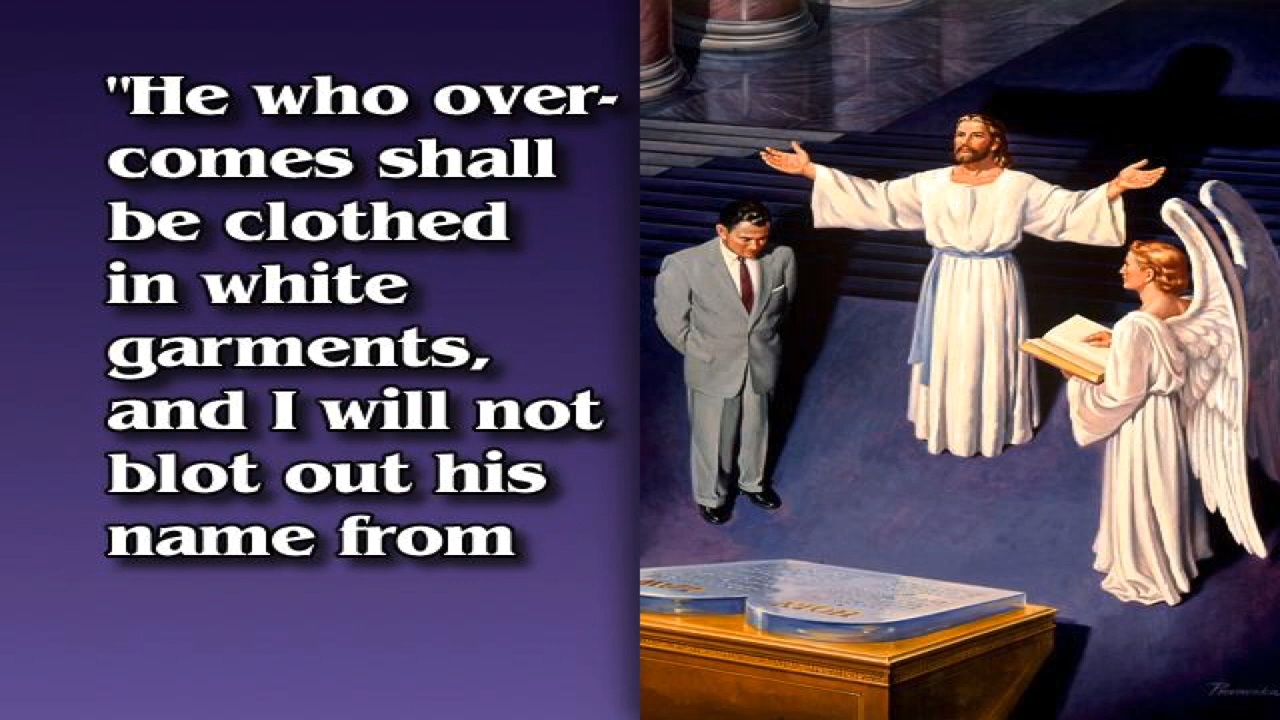 "He who over-
comes shall
be clothed
in white
garments,
and I will not
blot out his
name from